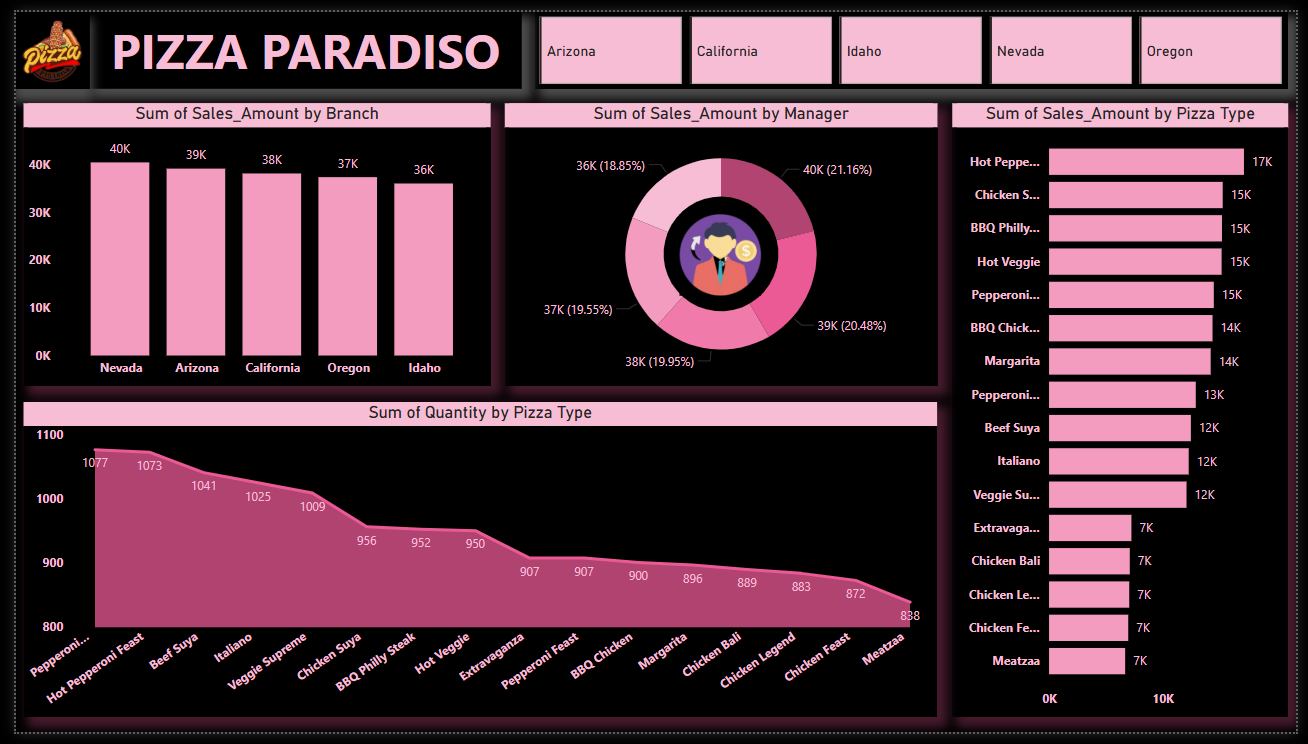 Pizza
PIZZA PARADISO
Arizona
California
Idaho
Nevada
Oregon
Sum of Sales_Amount by Branch
40K
30K
20K
10K
0K
40K
39K
38K
37K
36K
Nevada
Arizona
California
Oregon
Idaho
Sum of Sales_Amount by Manager
36K (18.85%)
40K (21.16%)
37K (19.55%)
39K (20.48%)
38K (19.95%)
$
Sum of Sales_Amount by Pizza Type
Hot Peppe... 17K
Chicken S... 15K
BBQ Philly... 15K
Hot Veggie 15K
Pepperoni... 15K
BBQ Chick... 14K
Margarita 14K
Pepperoni... 13K
Beef Suya 12K
Italiano 12K
Veggie Su... 12K
Extravaga... 7K
Chicken Bali 7K
Chicken Le... 7K
Chicken Fe... 7K
Meatzaa 7K
0K 10K
Sum of Quantity by Pizza Type
1100
1000
900
800
1077
1073
1041
1025
1009
956
952
950
907
907
900
896
889
883
872
838
Pepperoni...
Hot Pepperoni Feast
Beef Suya
Italiano
Veggie Supreme
Chicken Suya
BBQ Philly Steak
Hot Veggie
Extravaganza
Pepperoni Feast
BBQ Chicken
Margarita
Chicken Bali
Chicken Legend
Chicken Feast
Meatzaa